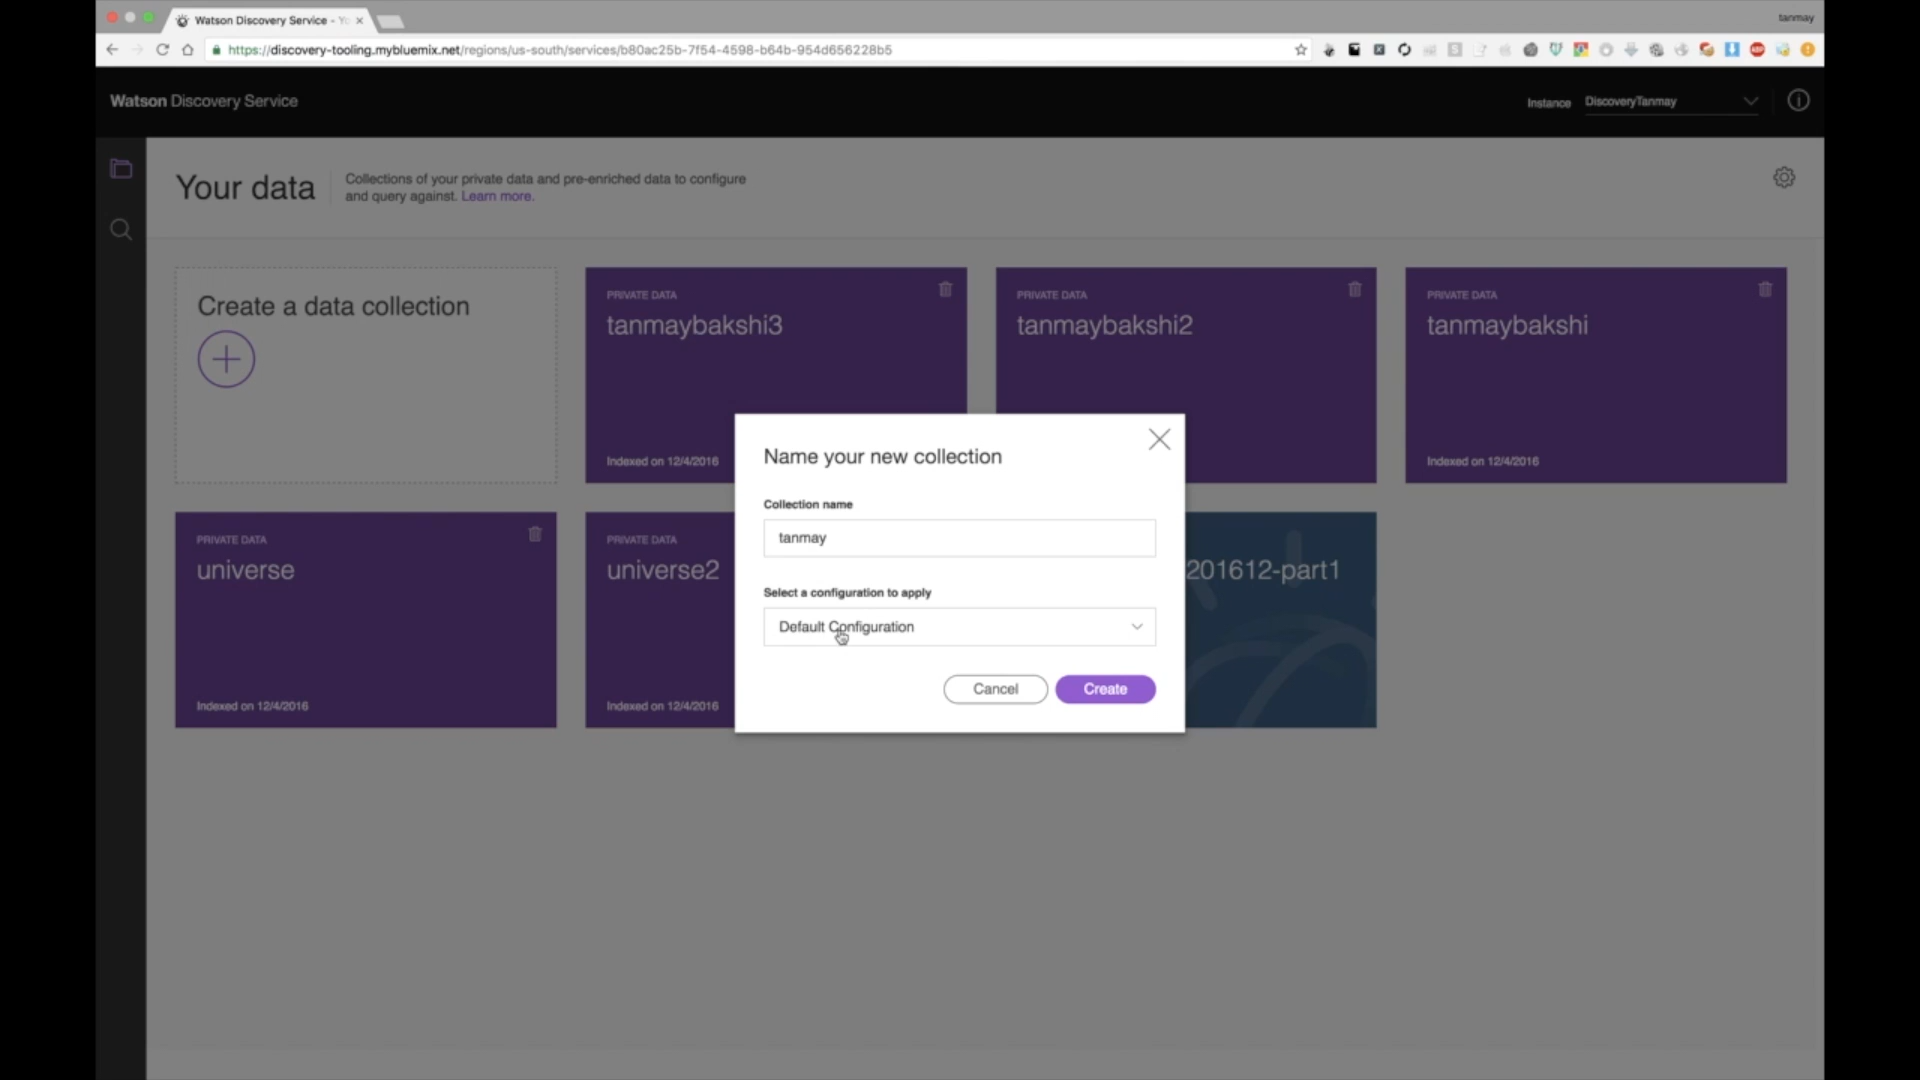 Watson Discovery Service - Yo
tanmay
https://discovery-tooling.mybluemix.net/regions/us-south/services/b80ac25b-7f54-4598-b64b-954d656228b5
Watson Discovery Service
Instance DiscoveryTanmay
Your data
Collections of your private data and pre-enriched data to configure
and query against. Learn more.
Create a data collection
PRIVATE DATA
tanmaybakshi3
Indexed on 12/4/2016
PRIVATE DATA
tanmaybakshi2
PRIVATE DATA
tanmaybakshi
Indexed on 12/4/2016
Name your new collection
Collection name
tanmay
Select a configuration to apply
Default Configuration
Cancel
Create
PRIVATE DATA
universe
Indexed on 12/4/2016
PRIVATE DATA
universe2
Indexed on 12/4/2016
201612-part1